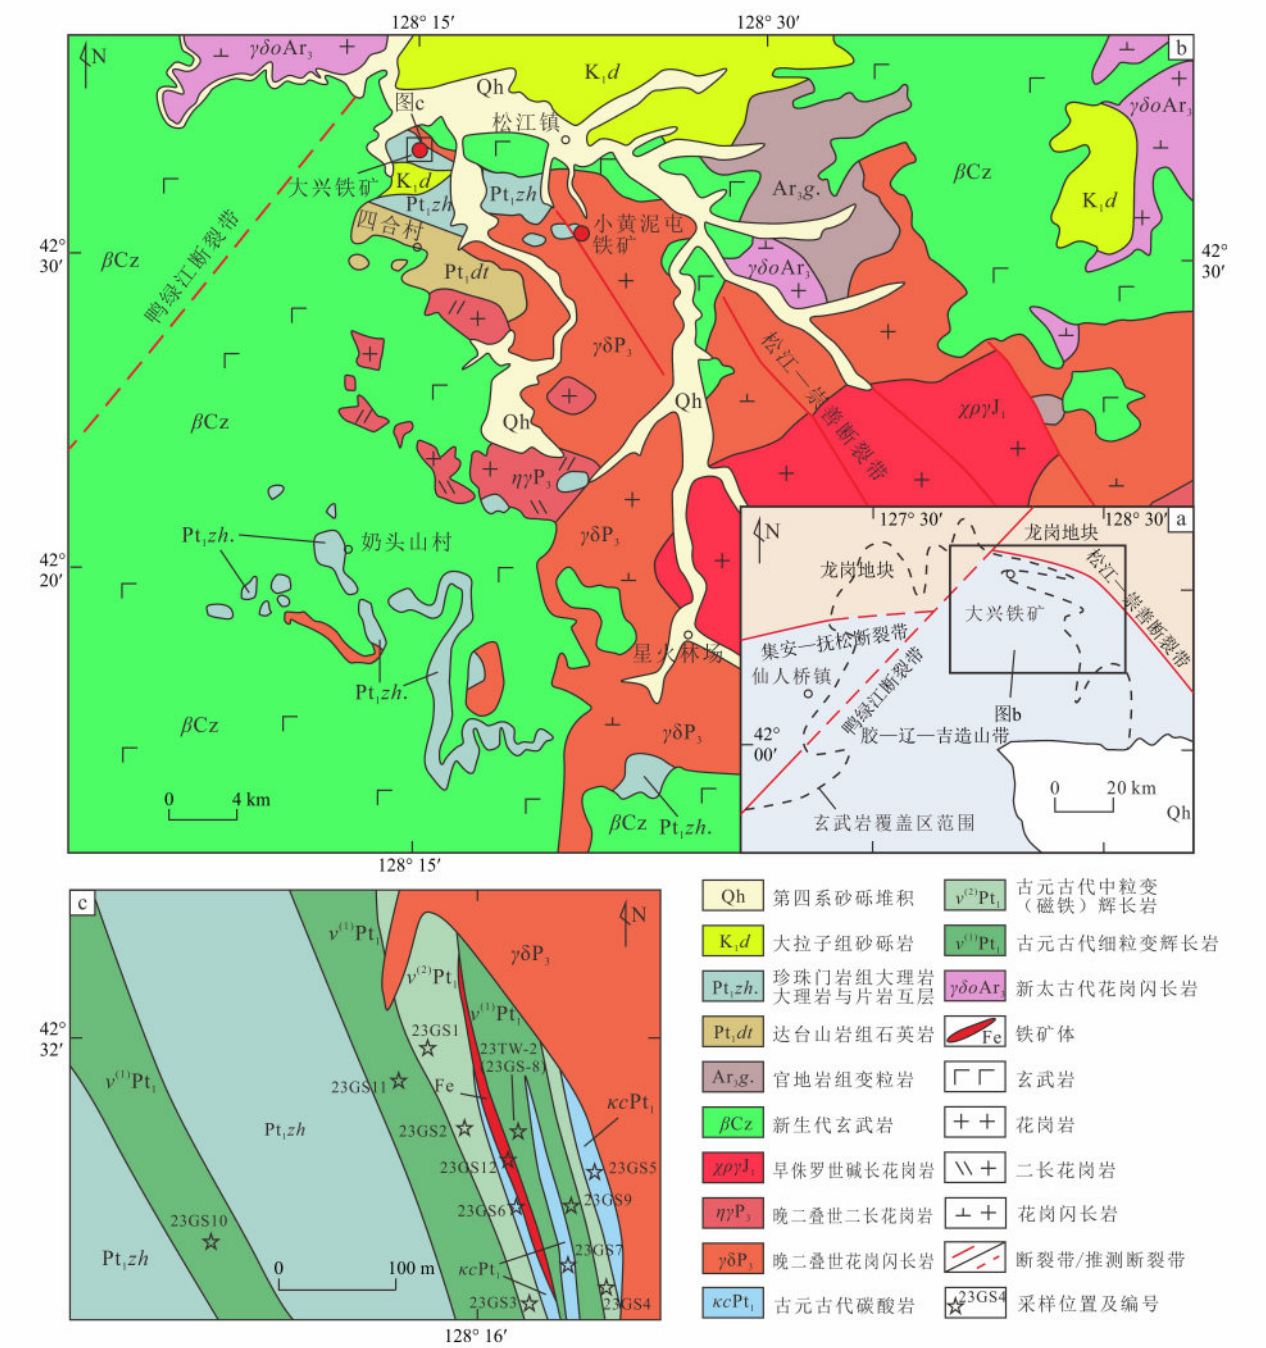 128° 15′
128° 30′
N
γδoAr₃
K₁d
b
Qh
图c
松江镇
γδoAr₃
大兴铁矿
K₁d
Pt₁zh
Pt₁zh
Ar₃g.
βCz
K₁d
四合村
小黄泥屯
铁矿
42°
30′
βCz
鸭绿江断裂带
Pt₁dt
γδoAr₃
42°
30′
γδP₃
松江—崇善断裂带
βCz
Qh
Qh
χργJ₁
ηγP₃
Pt₁zh.
奶头山村
γδP₃
42°
20′
星火林场
Pt₁zh.
βCz
γδP₃
0
4 km
βCz
Pt₁zh.
128° 15′
N
127° 30′
128° 30′
a
龙岗地块
龙岗地块
松江—崇善断裂带
大兴铁矿
集安—抚松断裂带
仙人桥镇
鸭绿江断裂带
图b
42°
00′
胶—辽—吉造山带
0
20 km
玄武岩覆盖区范围
Qh
c
N
ν⁽¹⁾Pt₁
γδP₃
ν⁽²⁾Pt₁
ν⁽¹⁾Pt₁
42°
32′
23GS1
23TW-2
(23GS-8)
ν⁽¹⁾Pt₁
23GS11
Fe
κcPt₁
Pt₁zh
23GS2
23GS12
23GS5
23GS6
23GS9
23GS10
23GS7
Pt₁zh
0
100 m
κcPt₁
23GS3
23GS4
128° 16′
Qh 第四系砂砾堆积
K₁d 大拉子组砂砾岩
Pt₁zh. 珍珠门岩组大理岩
大理岩与片岩互层
Pt₁dt 达台山岩组石英岩
Ar₃g. 官地岩组变粒岩
βCz 新生代玄武岩
χργJ₁ 早侏罗世碱长花岗岩
ηγP₃ 晚二叠世二长花岗岩
γδP₃ 晚二叠世花岗闪长岩
κcPt₁ 古元古代碳酸岩
ν⁽²⁾Pt₁ 古元古代中粒变
（磁铁）辉长岩
ν⁽¹⁾Pt₁ 古元古代细粒变辉长岩
γδoAr₃ 新太古代花岗闪长岩
Fe 铁矿体
玄武岩
花岗岩
二长花岗岩
花岗闪长岩
断裂带/推测断裂带
23GS4 采样位置及编号